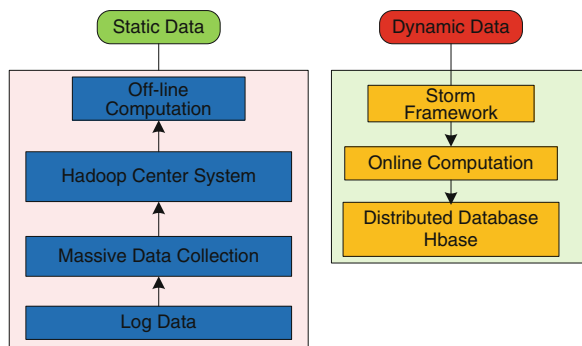 Static Data
Off-line
Computation
Hadoop Center System
Massive Data Collection
Log Data
Dynamic Data
Storm
Framework
Online Computation
Distributed Database
Hbase